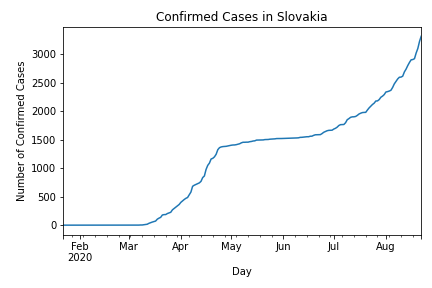 Confirmed Cases in Slovakia
Number of Confirmed Cases
3000
2500
2000
1500
1000
500
0
Feb Mar Apr May Jun Jul Aug
2020
Day